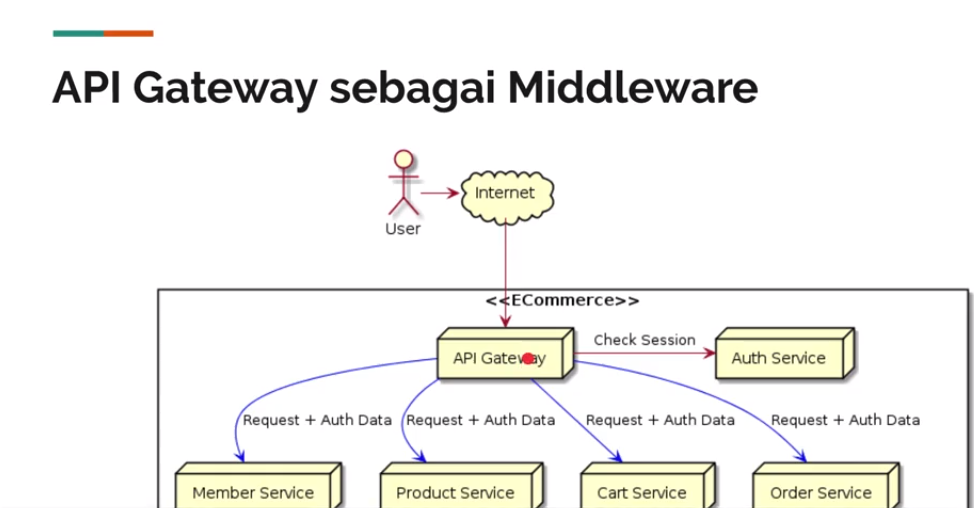 API Gateway sebagai Middleware
Internet
User
<<ECommerce>>
Check Session
API Gateway
Auth Service
Request + Auth Data
Request + Auth Data
Request + Auth Data
Request + Auth Data
Member Service
Product Service
Cart Service
Order Service